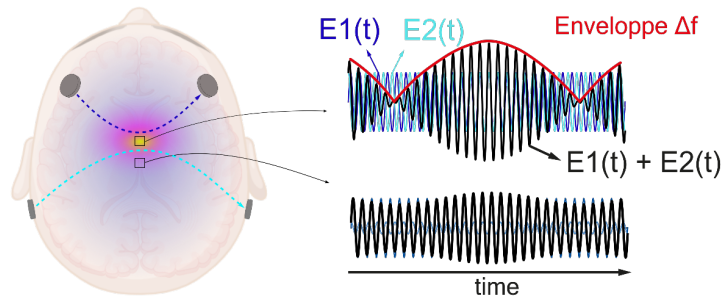 E1(t) E2(t)
Enveloppe Δf
E1(t) + E2(t)
time